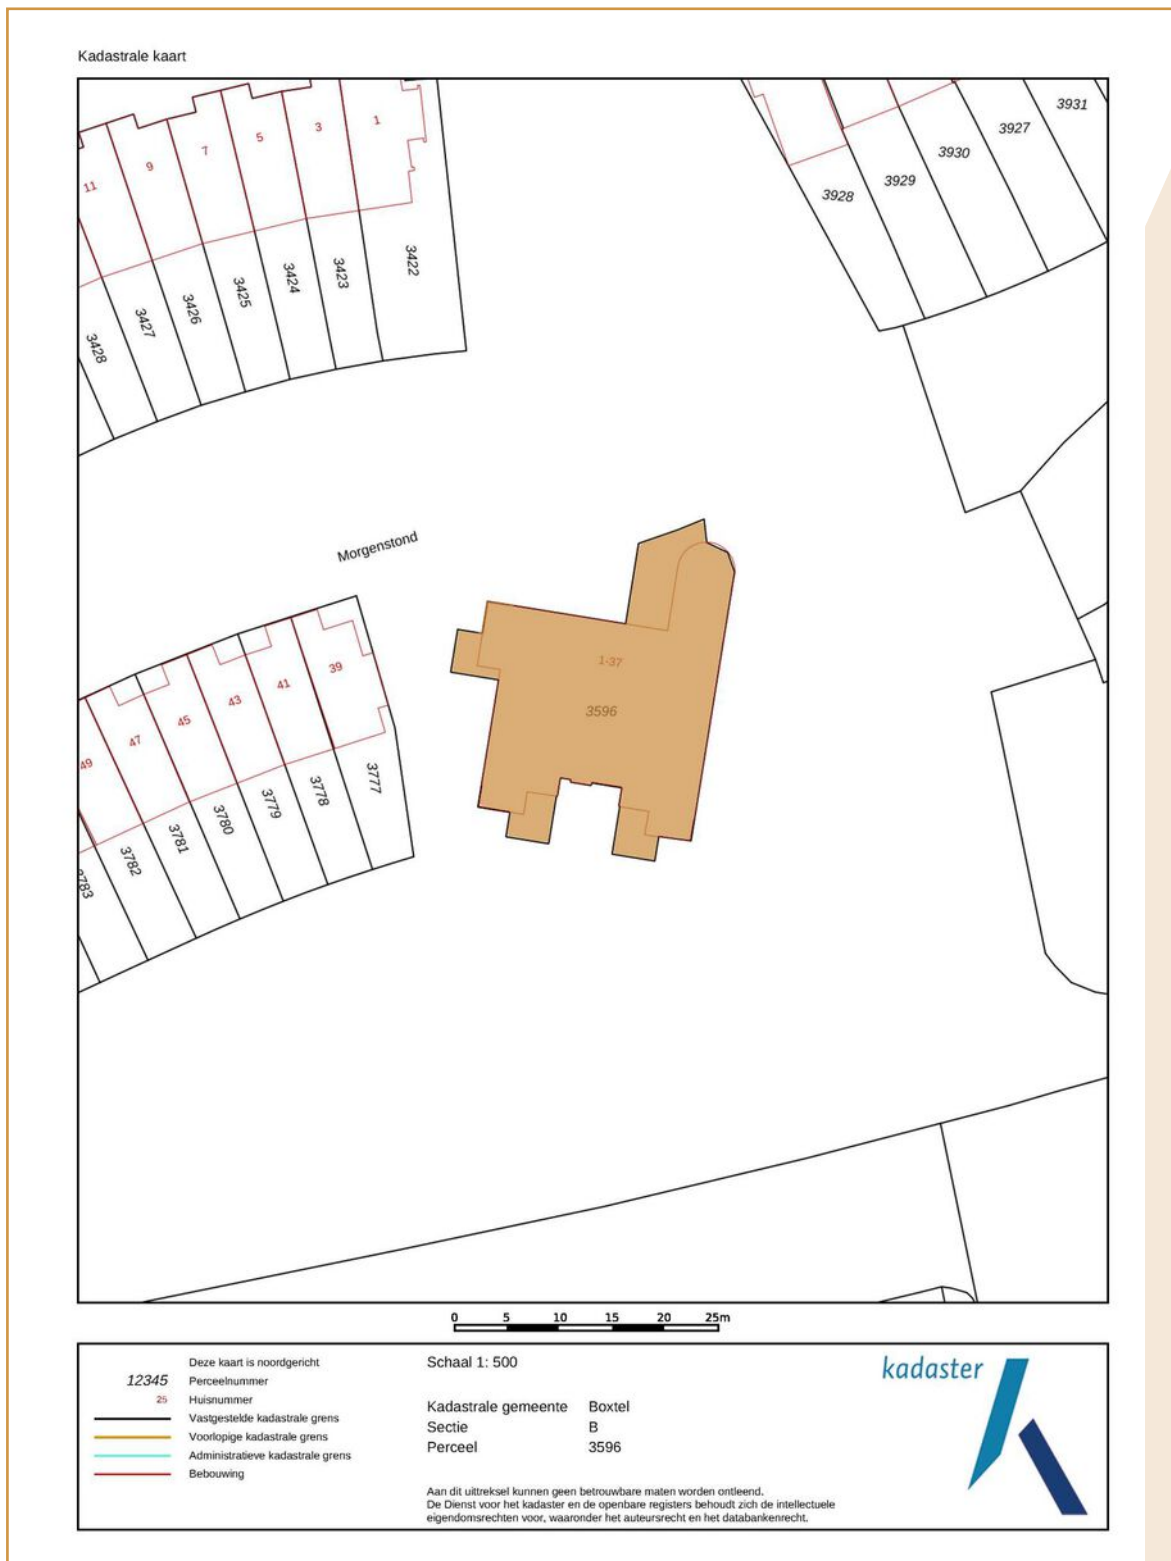 Kadastrale kaart
11
9
7
5
3
1
3428
3427
3426
3425
3424
3423
3422
3928
3929
3930
3927
3931
Morgenstond
49
47
45
43
41
39
3783
3782
3781
3780
3779
3778
3777
1-37
3596
0 5 10 15 20 25m
Deze kaart is noordgericht
12345 Perceelnummer
25 Huisnummer
Vastgestelde kadastrale grens
Voorlopige kadastrale grens
Administratieve kadastrale grens
Bebouwing
Schaal 1: 500
Kadastrale gemeente Boxtel
Sectie B
Perceel 3596
Aan dit uittreksel kunnen geen betrouwbare maten worden ontleend.
De Dienst voor het kadaster en de openbare registers behoudt zich de intellectuele
eigendomsrechten voor, waaronder het auteursrecht en het databankenrecht.
kadaster